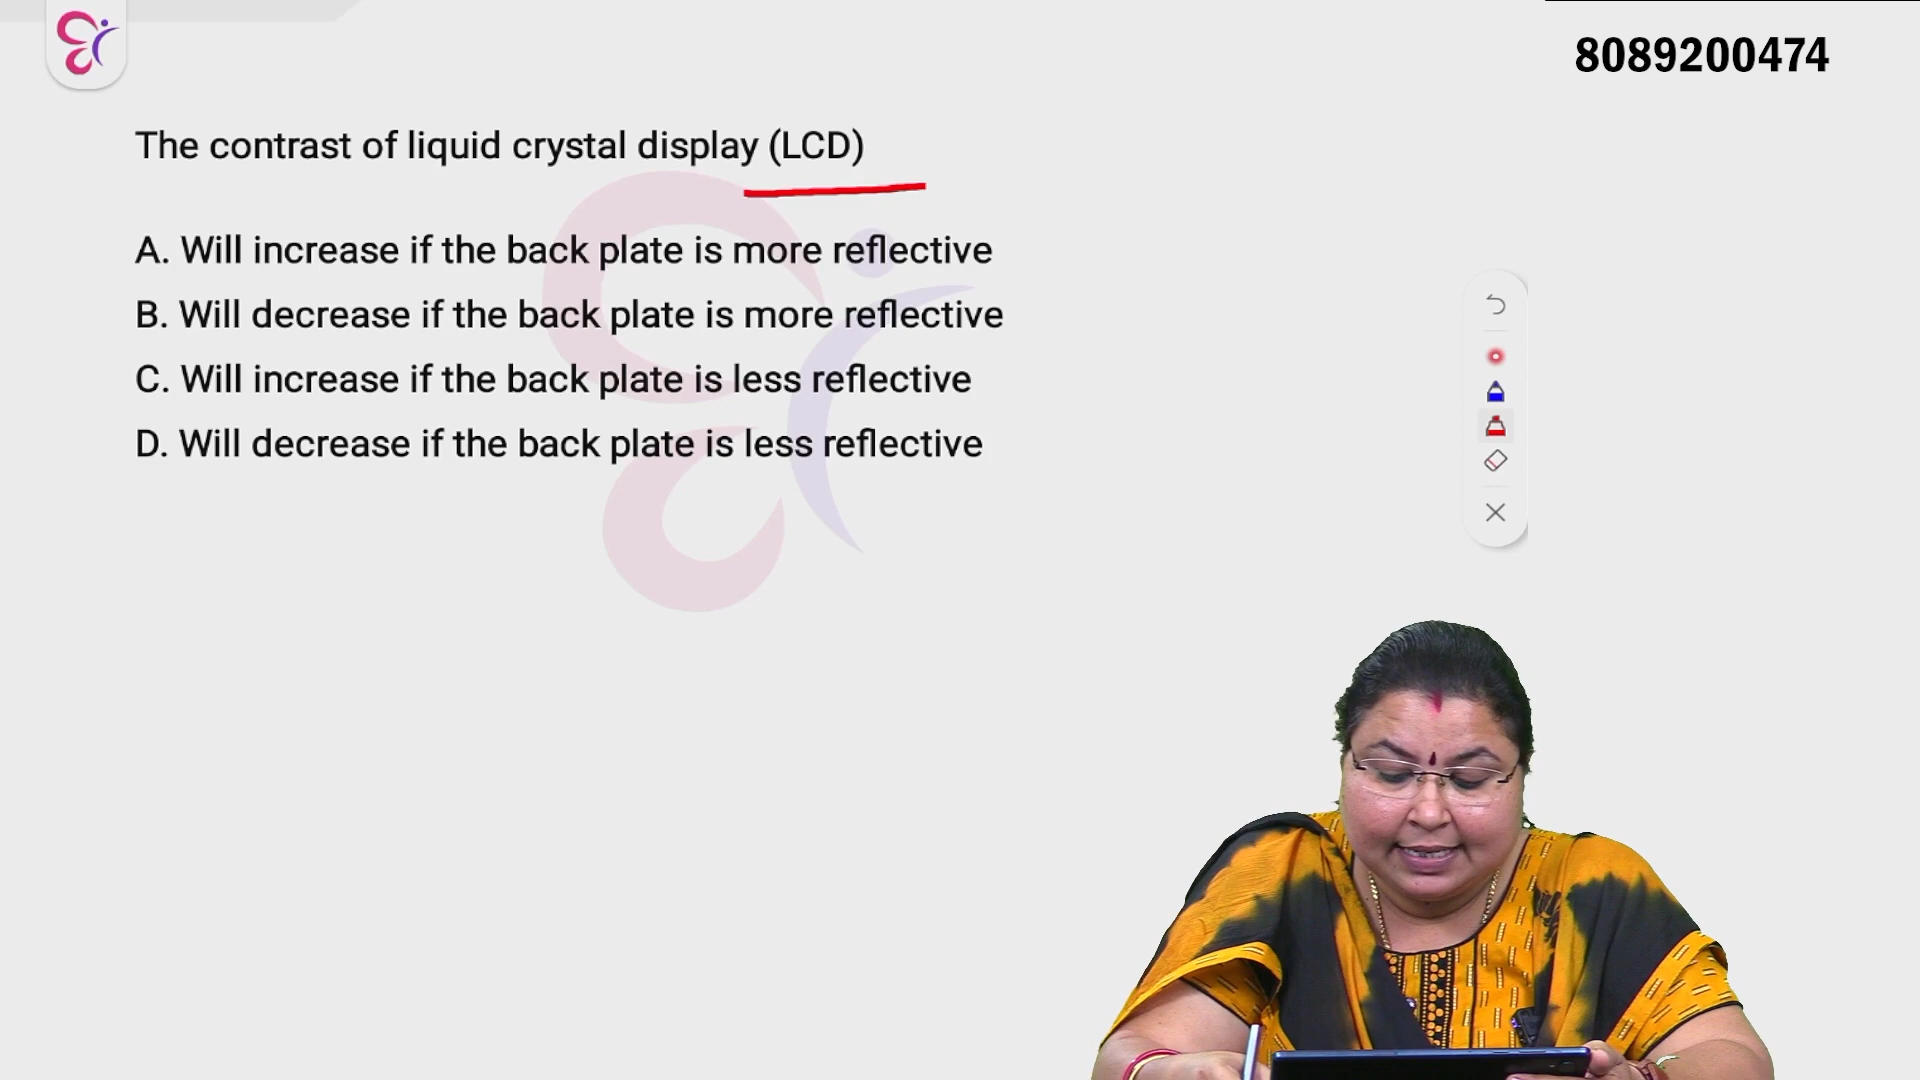 8089200474
The contrast of liquid crystal display (LCD)
A. Will increase if the back plate is more reflective
B. Will decrease if the back plate is more reflective
C. Will increase if the back plate is less reflective
D. Will decrease if the back plate is less reflective